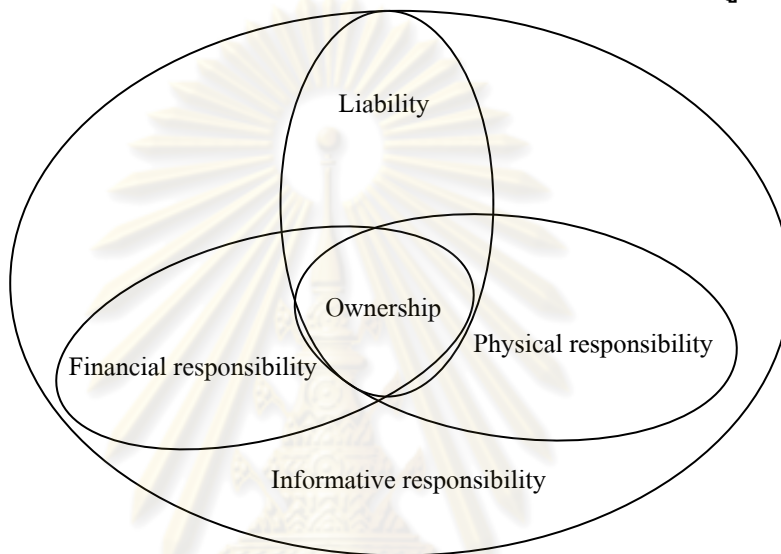 Liability
Ownership
Physical responsibility
Financial responsibility
Informative responsibility